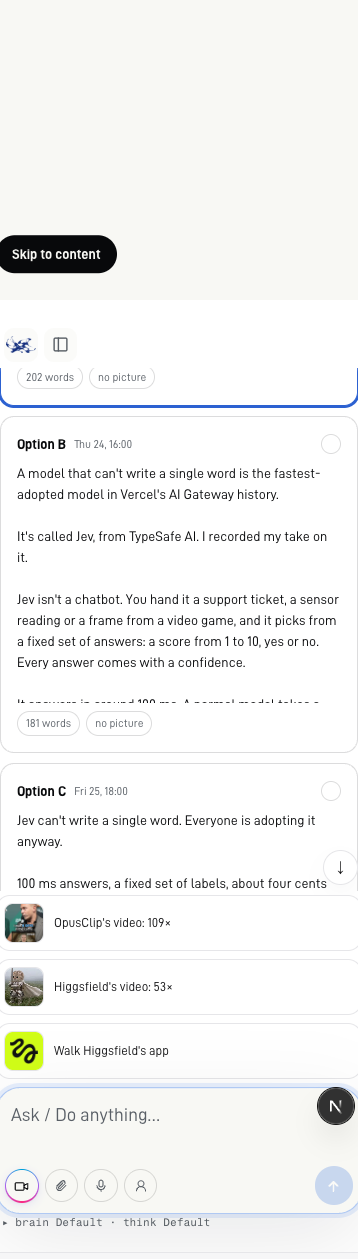 Skip to content
202 words
no picture
Option B Thu 24, 16:00
A model that can't write a single word is the fastest-
adopted model in Vercel's AI Gateway history.
It's called Jev, from TypeSafe AI. I recorded my take on
it.
Jev isn't a chatbot. You hand it a support ticket, a sensor
reading or a frame from a video game, and it picks from
a fixed set of answers: a score from 1 to 10, yes or no.
Every answer comes with a confidence.
181 words
no picture
Option C Fri 25, 18:00
Jev can't write a single word. Everyone is adopting it
anyway.
100 ms answers, a fixed set of labels, about four cents
OpusClip's video: 109×
Higgsfield's video: 53×
Walk Higgsfield's app
Ask / Do anything...
N
▸ brain Default · think Default